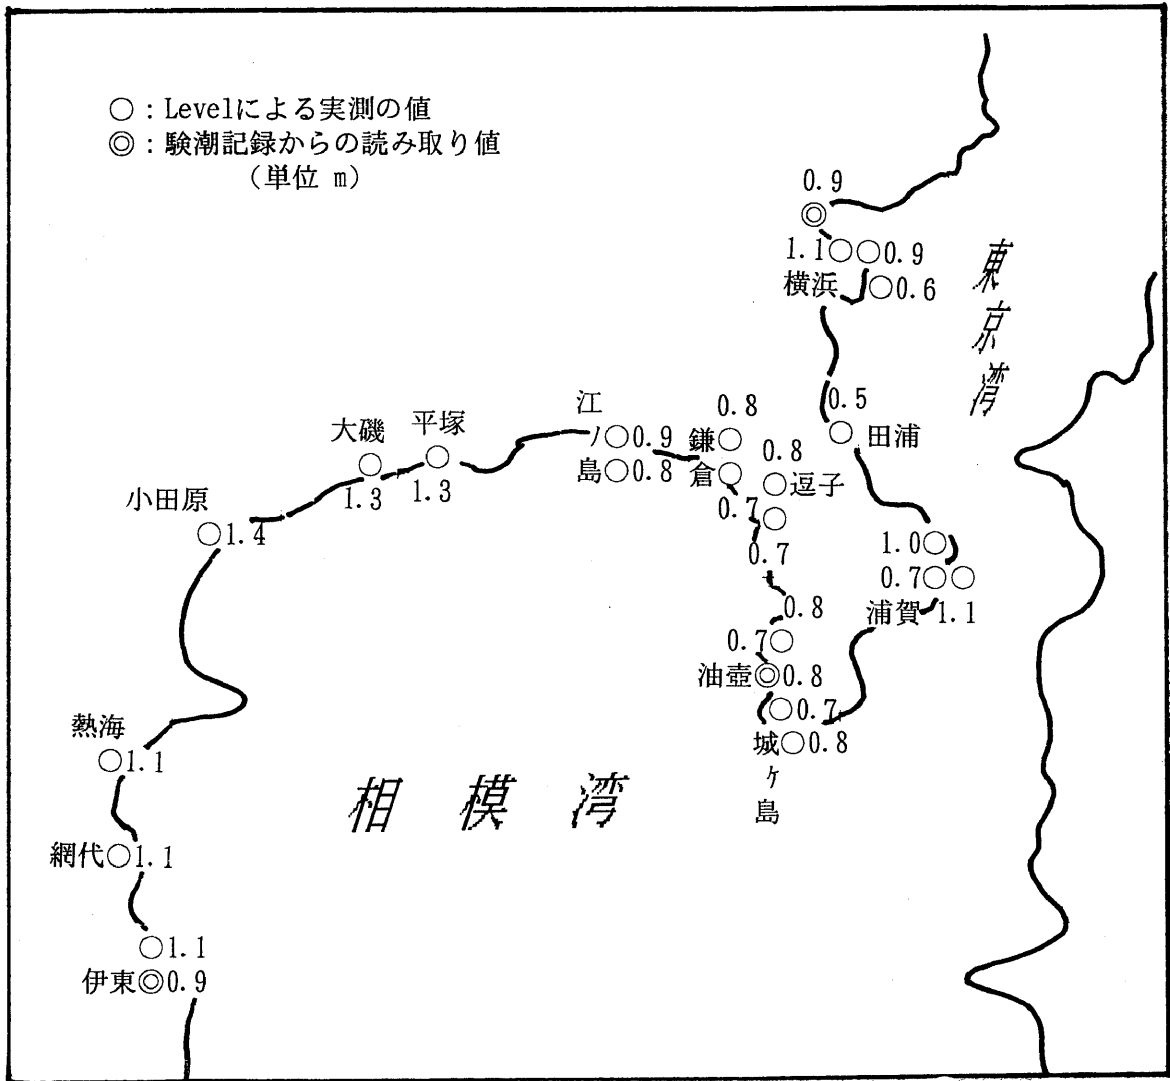 ○：Levelによる実測の値
◎：験潮記録からの読み取り値
（単位 m）
0.9
◎
1.1○○0.9
横浜 ○0.6
東京湾
0.5
○ 田浦
江ノ島
○0.9
○0.8
鎌倉
0.8
○
○
0.7
0.8
○逗子
○
0.7
大磯
○
1.3
平塚
○
1.3
小田原
○1.4
1.0○
0.7○○
浦賀 1.1
0.8
0.7○
油壺◎0.8
○0.7
城ヶ島
○0.8
熱海
○1.1
相模湾
網代○1.1
○1.1
伊東◎0.9